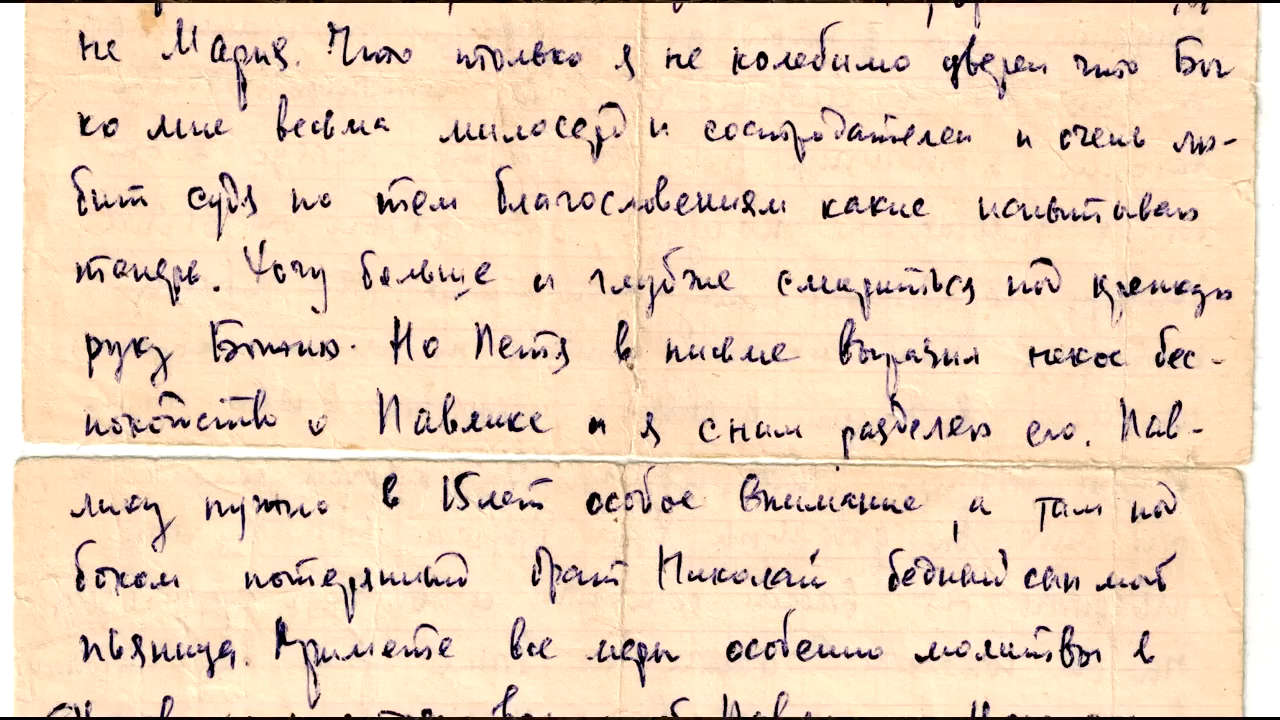 не Мария. Что только я не колебимо уверен что Бог
ко мне весьма милосерд и сострадателен и очень лю-
бит судя по тем благословениям какие испытываю
теперь. Хочу больше и глубже смириться под крепкую
руку Божию. Но Петя в письме выразил некое бес-
покойство о Павлике и я с ним разделяю его. Пав-
лику нужно в 15 лет особое внимание, а там под
боком потерянный брат Николай бедный сын мой
пьяница. Примете все меры особенно молитвы в